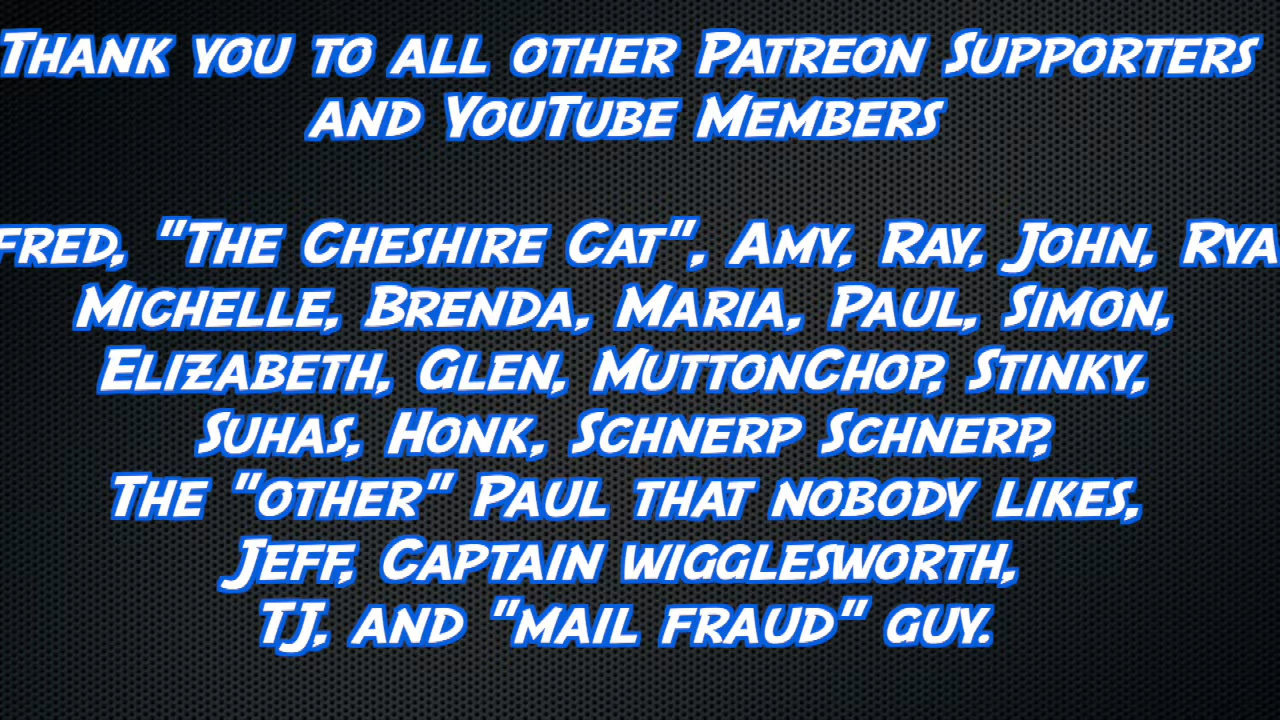 Thank you to all other Patreon Supporters
and YouTube Members
fred, "The Cheshire Cat", Amy, Ray, John, Rya
Michelle, Brenda, Maria, Paul, Simon,
Elizabeth, Glen, MuttonChop, Stinky,
Suhas, Honk, Schnerp Schnerp,
The "other" Paul that nobody likes,
Jeff, Captain wigglesworth,
TJ, and "mail fraud" guy.